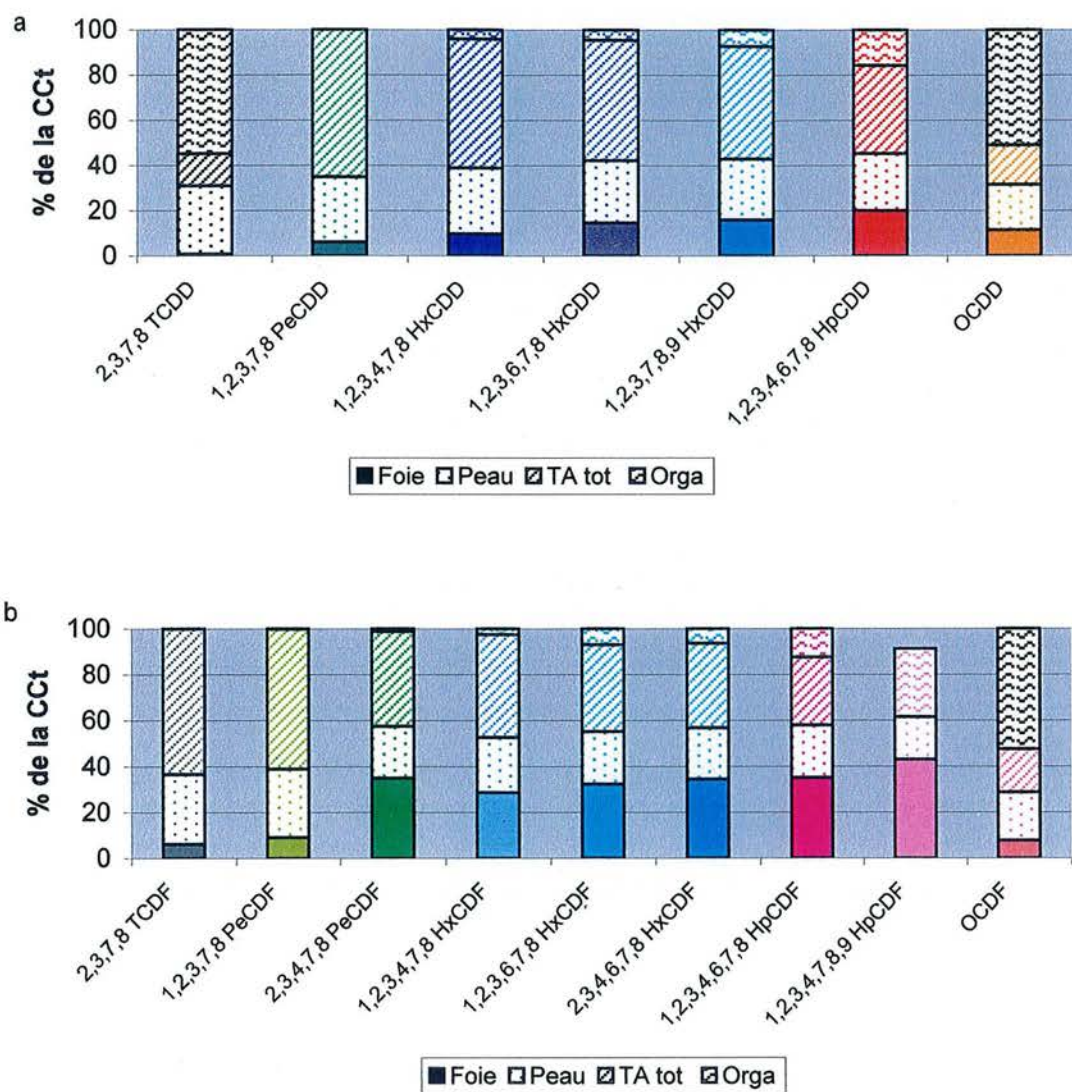 a
% de la CCt
100
80
60
40
20
0
2,3,7,8 TCDD
1,2,3,7,8 PeCDD
1,2,3,4,7,8 HxCDD
1,2,3,6,7,8 HxCDD
1,2,3,7,8,9 HxCDD
1,2,3,4,6,7,8 HpCDD
OCDD
Foie Peau TA tot Orga
b
% de la CCt
100
80
60
40
20
0
2,3,7,8 TCDF
1,2,3,7,8 PeCDF
2,3,4,7,8 PeCDF
1,2,3,4,7,8 HxCDF
1,2,3,6,7,8 HxCDF
2,3,4,6,7,8 HxCDF
1,2,3,4,6,7,8 HpCDF
1,2,3,4,7,8,9 HpCDF
OCDF
Foie Peau TA tot Orga